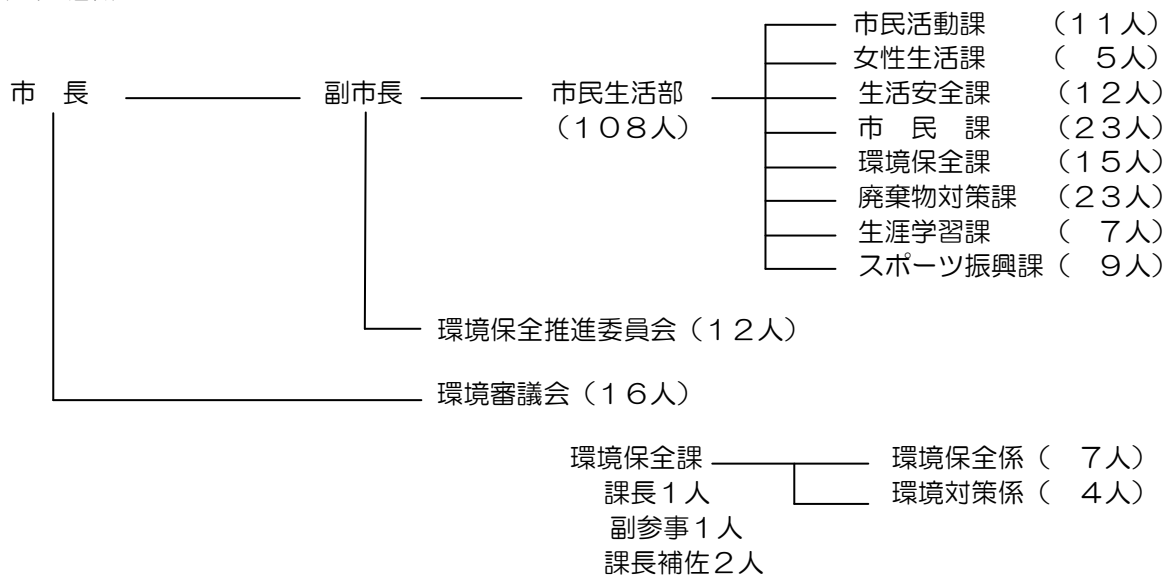 市民活動課 （１１人）
女性生活課 （ ５人）
市 長 副市長 市民生活部 生活安全課 （１２人）
（１０８人） 市 民 課 （２３人）
環境保全課 （１５人）
廃棄物対策課 （２３人）
生涯学習課 （ ７人）
スポーツ振興課（ ９人）
環境保全推進委員会（１２人）
環境審議会（１６人）
環境保全課 環境保全係（ ７人）
課長１人 環境対策係（ ４人）
副参事１人
課長補佐２人